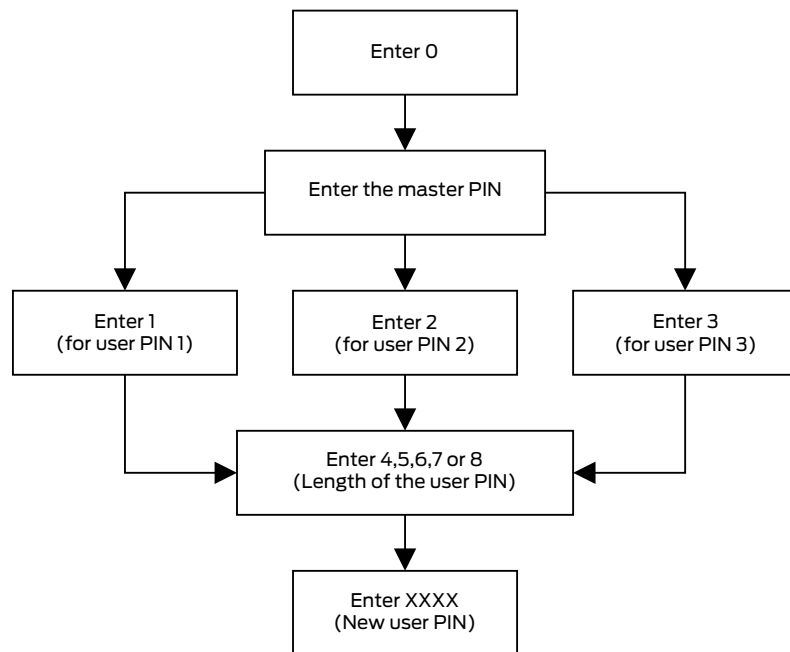 Enter 0
Enter the master PIN
Enter 1
(for user PIN 1)
Enter 2
(for user PIN 2)
Enter 3
(for user PIN 3)
Enter 4,5,6,7 or 8
(Length of the user PIN)
Enter XXXX
(New user PIN)